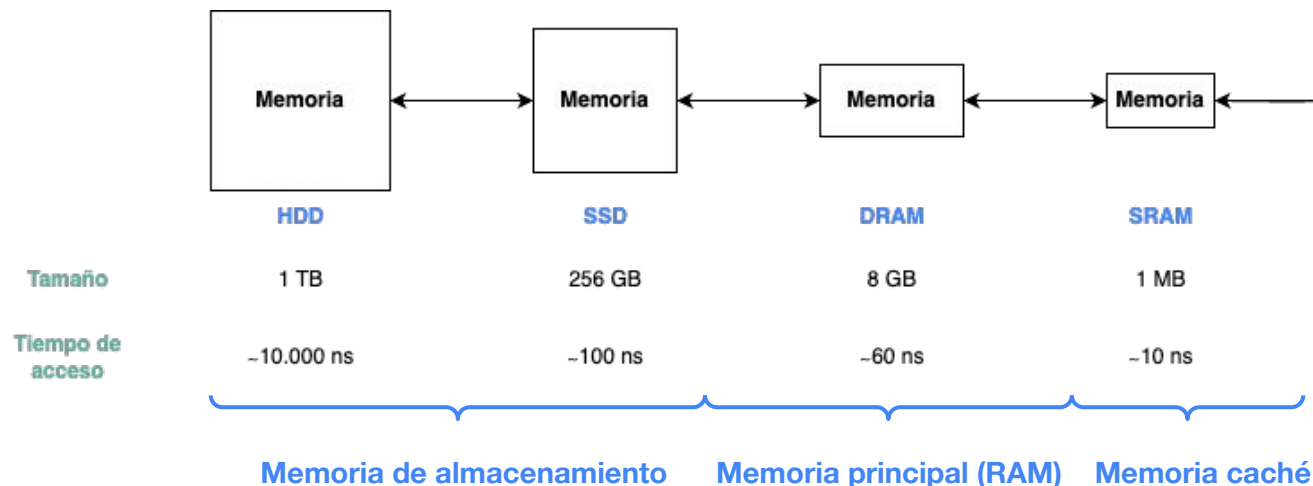 Memoria
Memoria
Memoria
Memoria
HDD
SSD
DRAM
SRAM
Tamaño
1 TB
256 GB
8 GB
1 MB
Tiempo de
acceso
~10.000 ns
~100 ns
~60 ns
~10 ns
Memoria de almacenamiento
Memoria principal (RAM)
Memoria caché